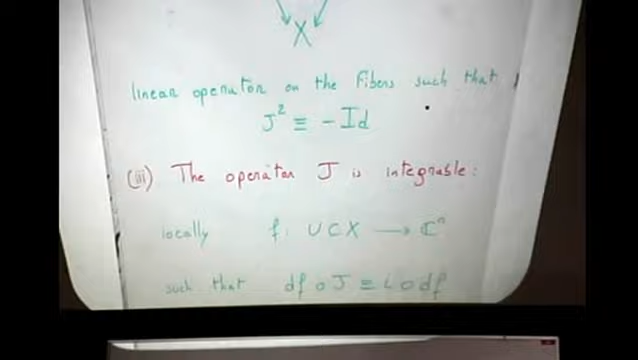 X
linear operator on the fibers such that
J² ≡ - Id
(iii) The operator J is integrable:
locally f: U ⊂ X → ℂⁿ
such that df ∘ J ≡ i ∘ df